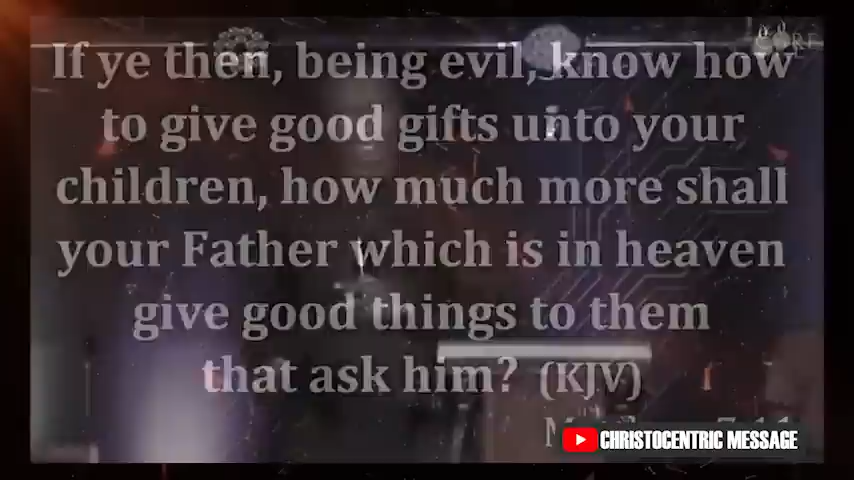 If ye then, being evil, know how
to give good gifts unto your
children, how much more shall
your Father which is in heaven
give good things to them
that ask him? (KJV)
CHRISTOCENTRIC MESSAGE